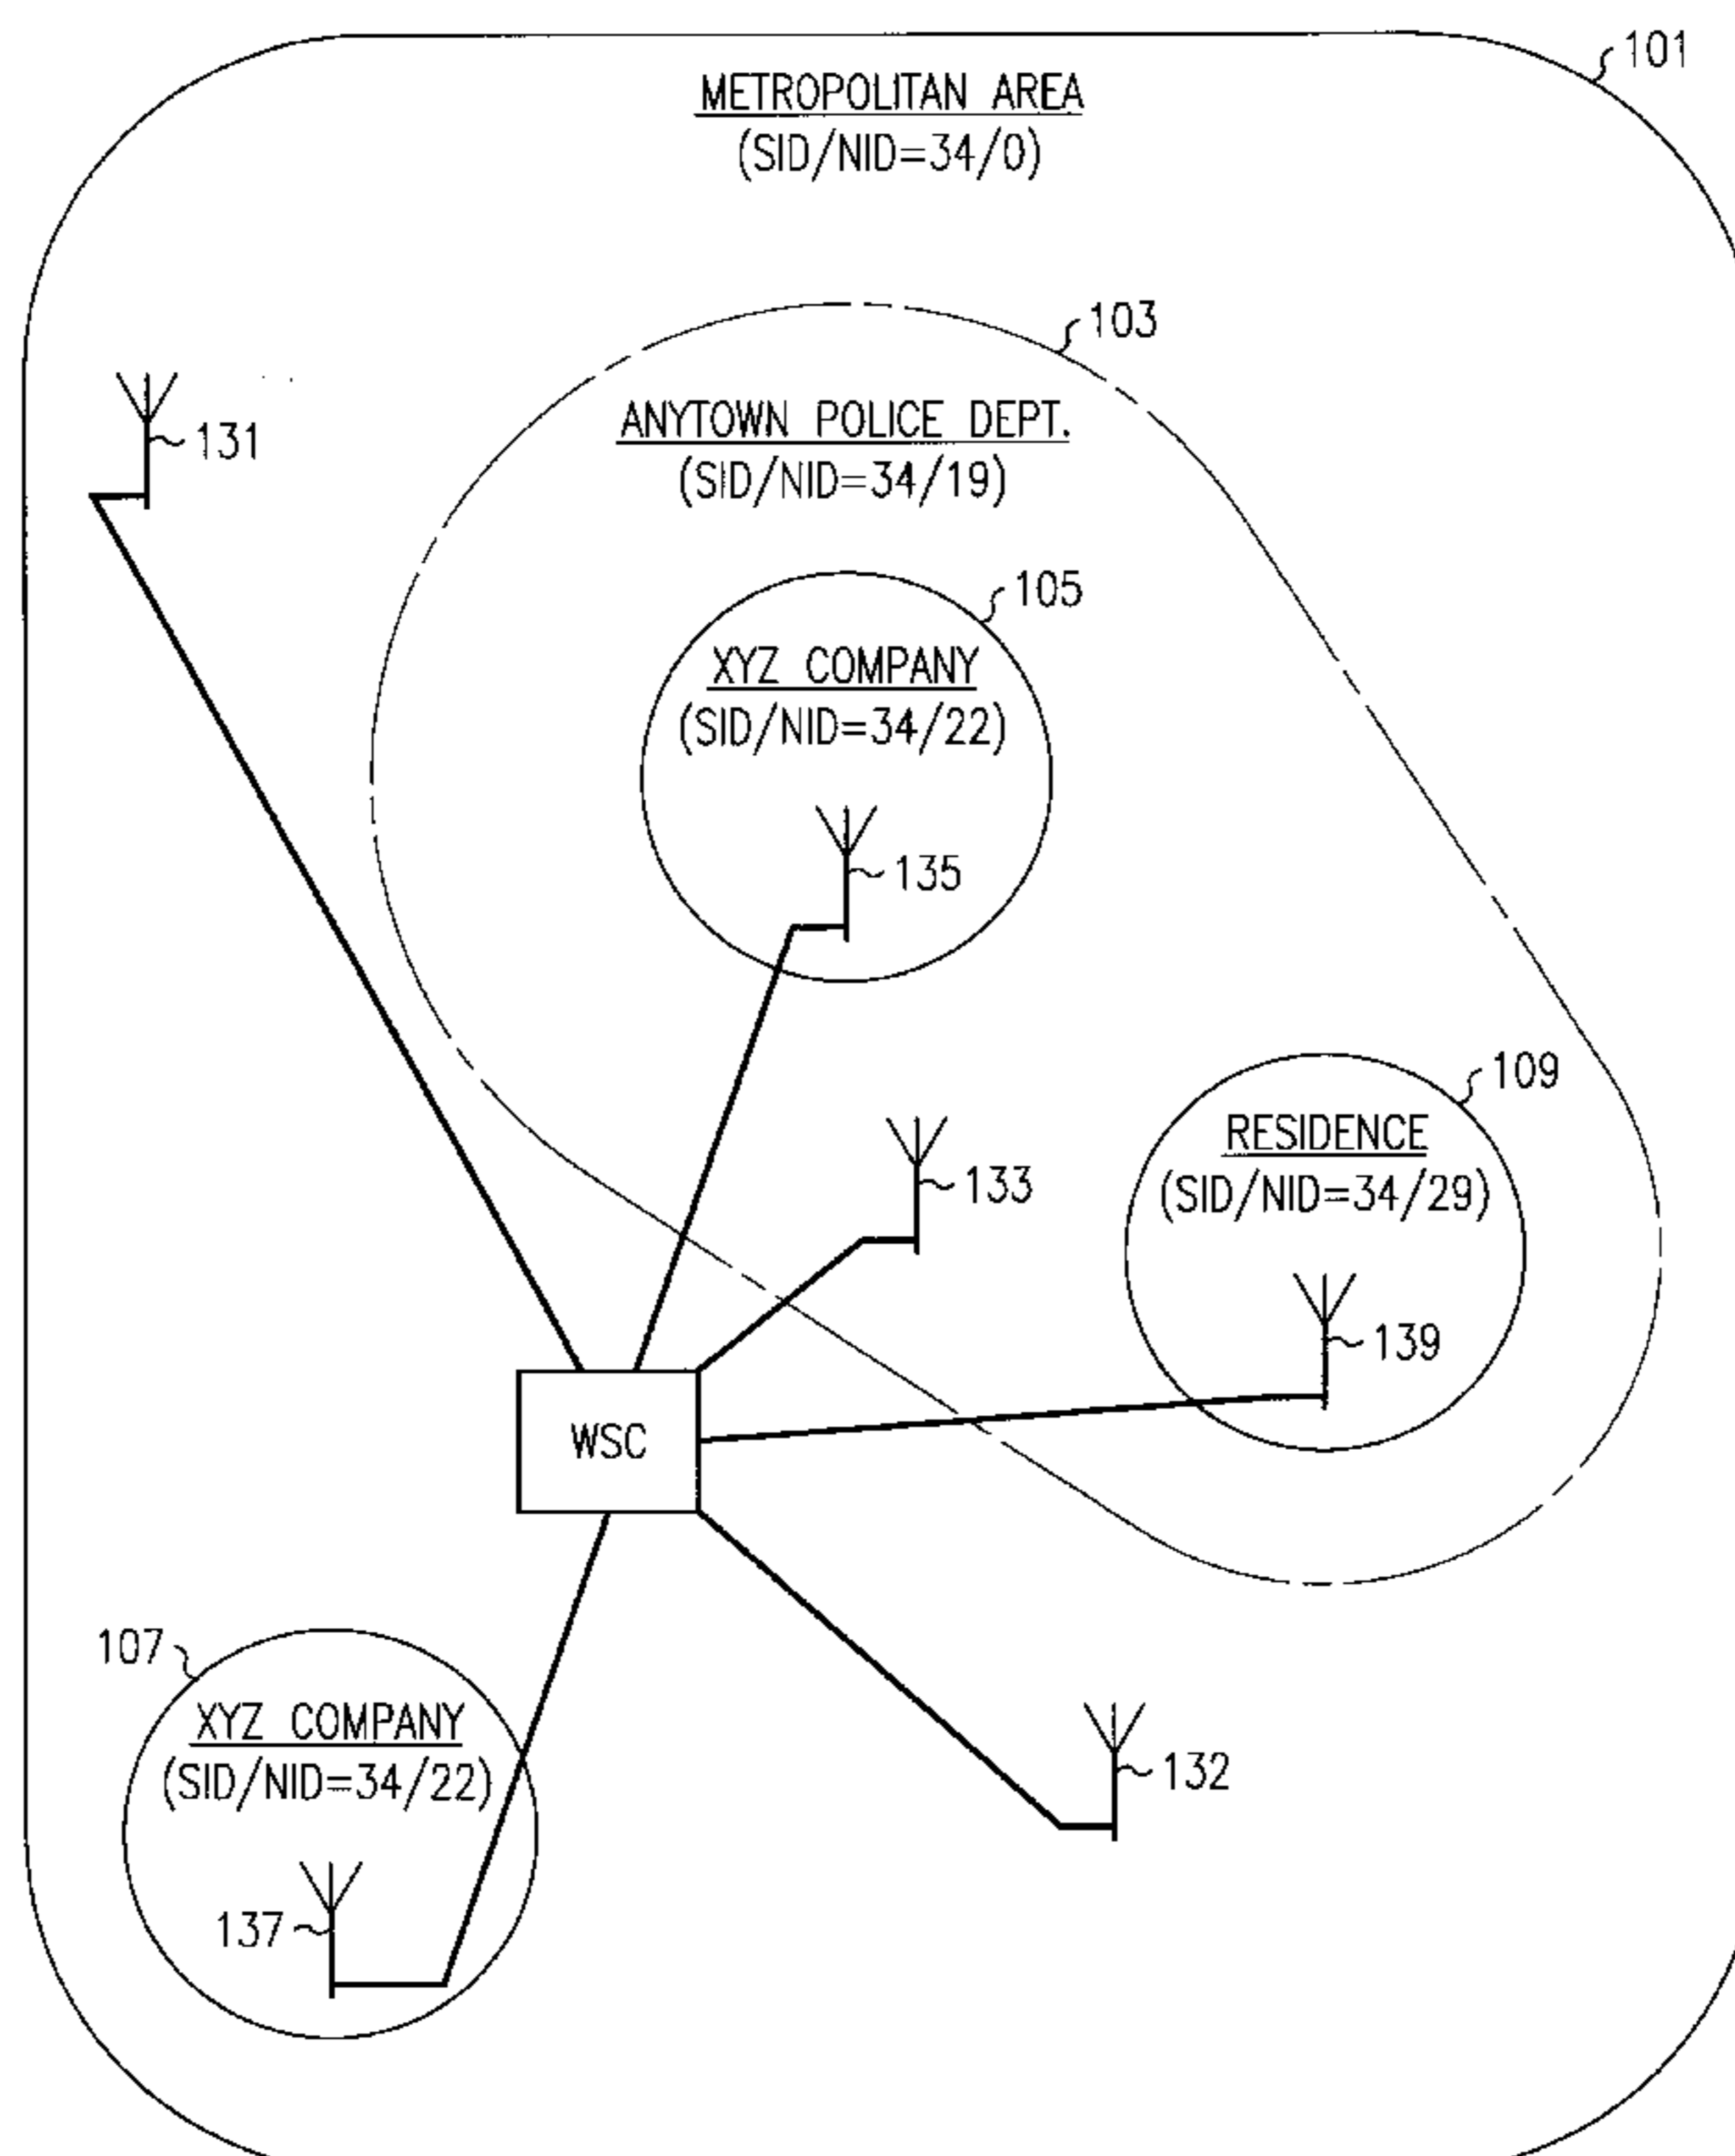 101
METROPOLITAN AREA
(SID/NID=34/0)
103
ANYTOWN POLICE DEPT.
(SID/NID=34/19)
131
105
XYZ COMPANY
(SID/NID=34/22)
135
109
RESIDENCE
(SID/NID=34/29)
133
139
WSC
107
XYZ COMPANY
(SID/NID=34/22)
132
137